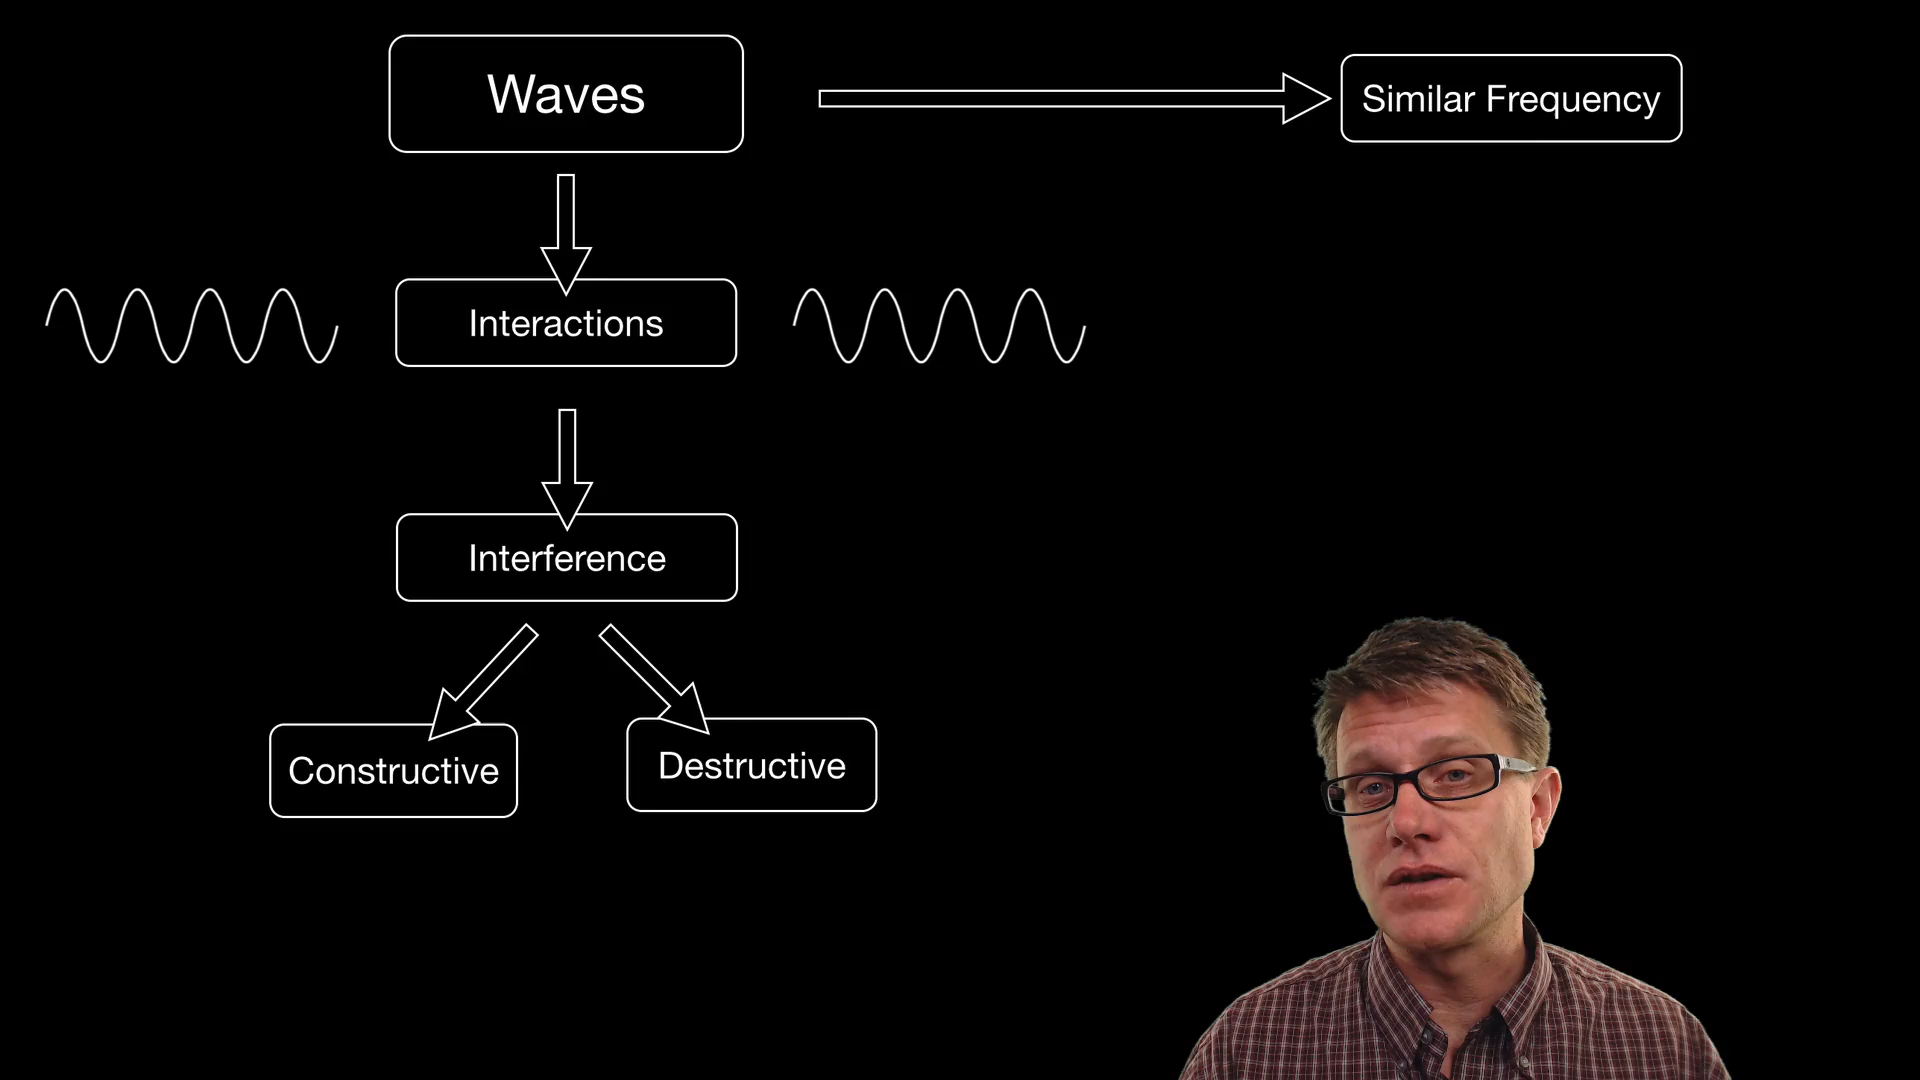 Waves
Similar Frequency
Interactions
Interference
Constructive
Destructive